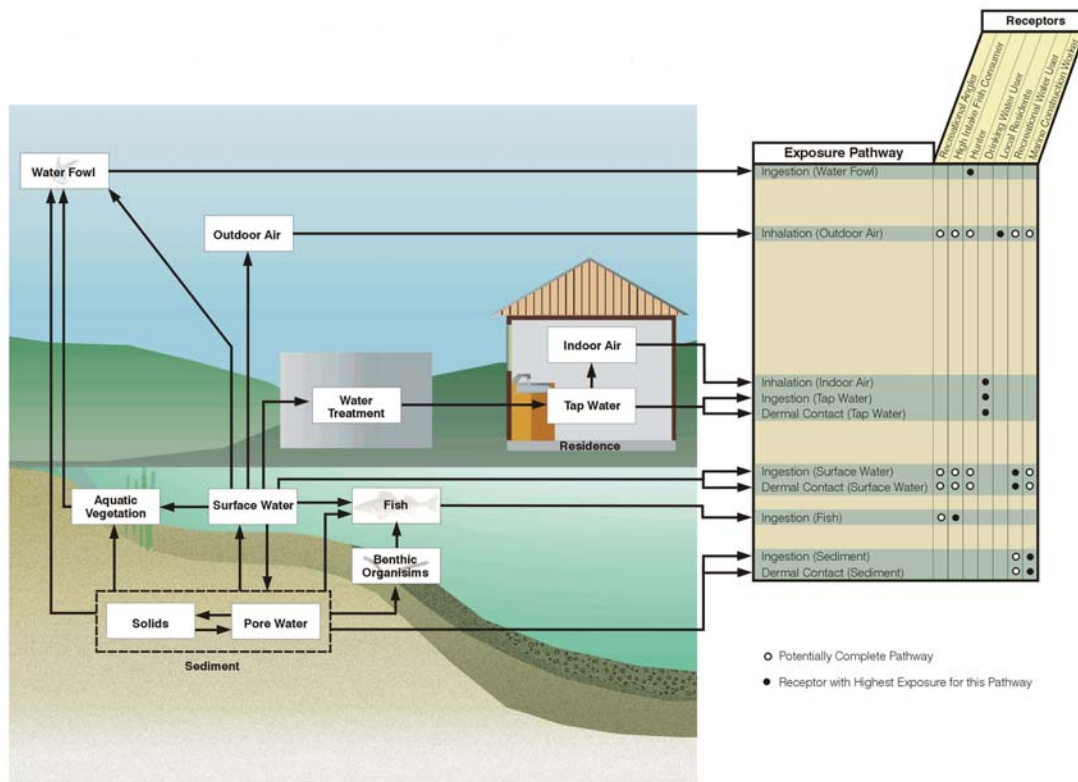 Receptors
Recreational Angler
High Intake Fish Consumer
Hunter
Drinking Water User
Local Residents
Recreational Water User
Marine Construction Worker
Exposure Pathway
Water Fowl
Ingestion (Water Fowl)
Outdoor Air
Inhalation (Outdoor Air)
Indoor Air
Inhalation (Indoor Air)
Water
Treatment
Tap Water
Ingestion (Tap Water)
Dermal Contact (Tap Water)
Residence
Aquatic
Vegetation
Surface Water
Fish
Ingestion (Surface Water)
Dermal Contact (Surface Water)
Ingestion (Fish)
Benthic
Organisims
Ingestion (Sediment)
Dermal Contact (Sediment)
Solids
Pore Water
Sediment
Potentially Complete Pathway
Receptor with Highest Exposure for this Pathway